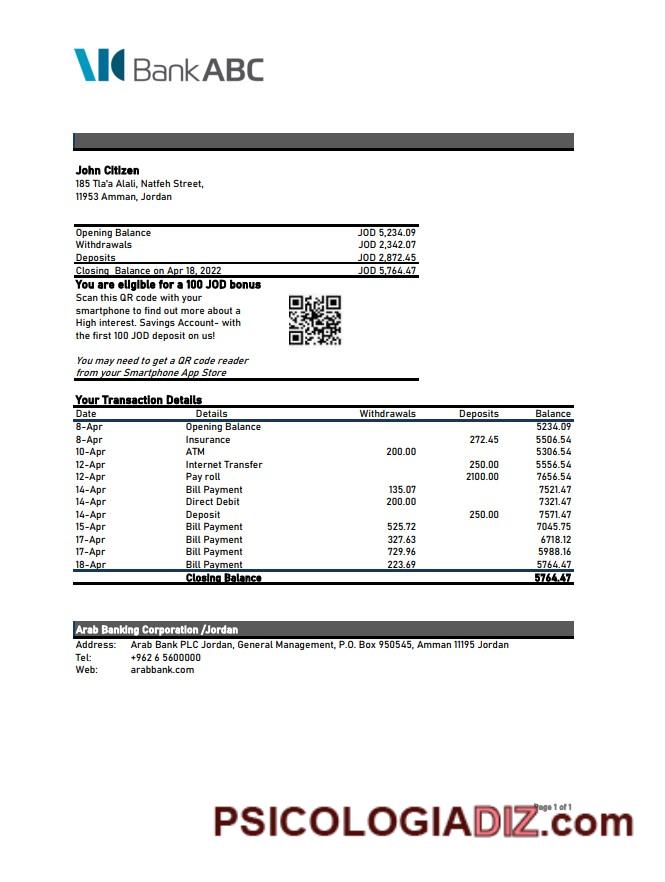 BankABC
John Citizen
185 Tla'a Alali, Natfeh Street,
11953 Amman, Jordan
Opening Balance JOD 5,234.09
Withdrawals JOD 2,342.07
Deposits JOD 2,872.45
Closing Balance on Apr 18, 2022 JOD 5,764.47
You are eligible for a 100 JOD bonus
Scan this QR code with your
smartphone to find out more about a
High interest. Savings Account- with
the first 100 JOD deposit on us!
You may need to get a QR code reader
from your Smartphone App Store
Your Transaction Details
Date Details Withdrawals Deposits Balance
8-Apr Opening Balance 5234.09
8-Apr Insurance 272.45 5506.54
10-Apr ATM 200.00 5306.54
12-Apr Internet Transfer 250.00 5556.54
12-Apr Pay roll 2100.00 7656.54
14-Apr Bill Payment 135.07 7521.47
14-Apr Direct Debit 200.00 7321.47
14-Apr Deposit 250.00 7571.47
15-Apr Bill Payment 525.72 7045.75
17-Apr Bill Payment 327.63 6718.12
17-Apr Bill Payment 729.96 5988.16
18-Apr Bill Payment 223.69 5764.47
Closing Balance 5764.47
Arab Banking Corporation /Jordan
Address: Arab Bank PLC Jordan, General Management, P.O. Box 950545, Amman 11195 Jordan
Tel: +962 6 5600000
Web: arabbank.com
Page 1 of 1
PSICOLOGIADIZ.com